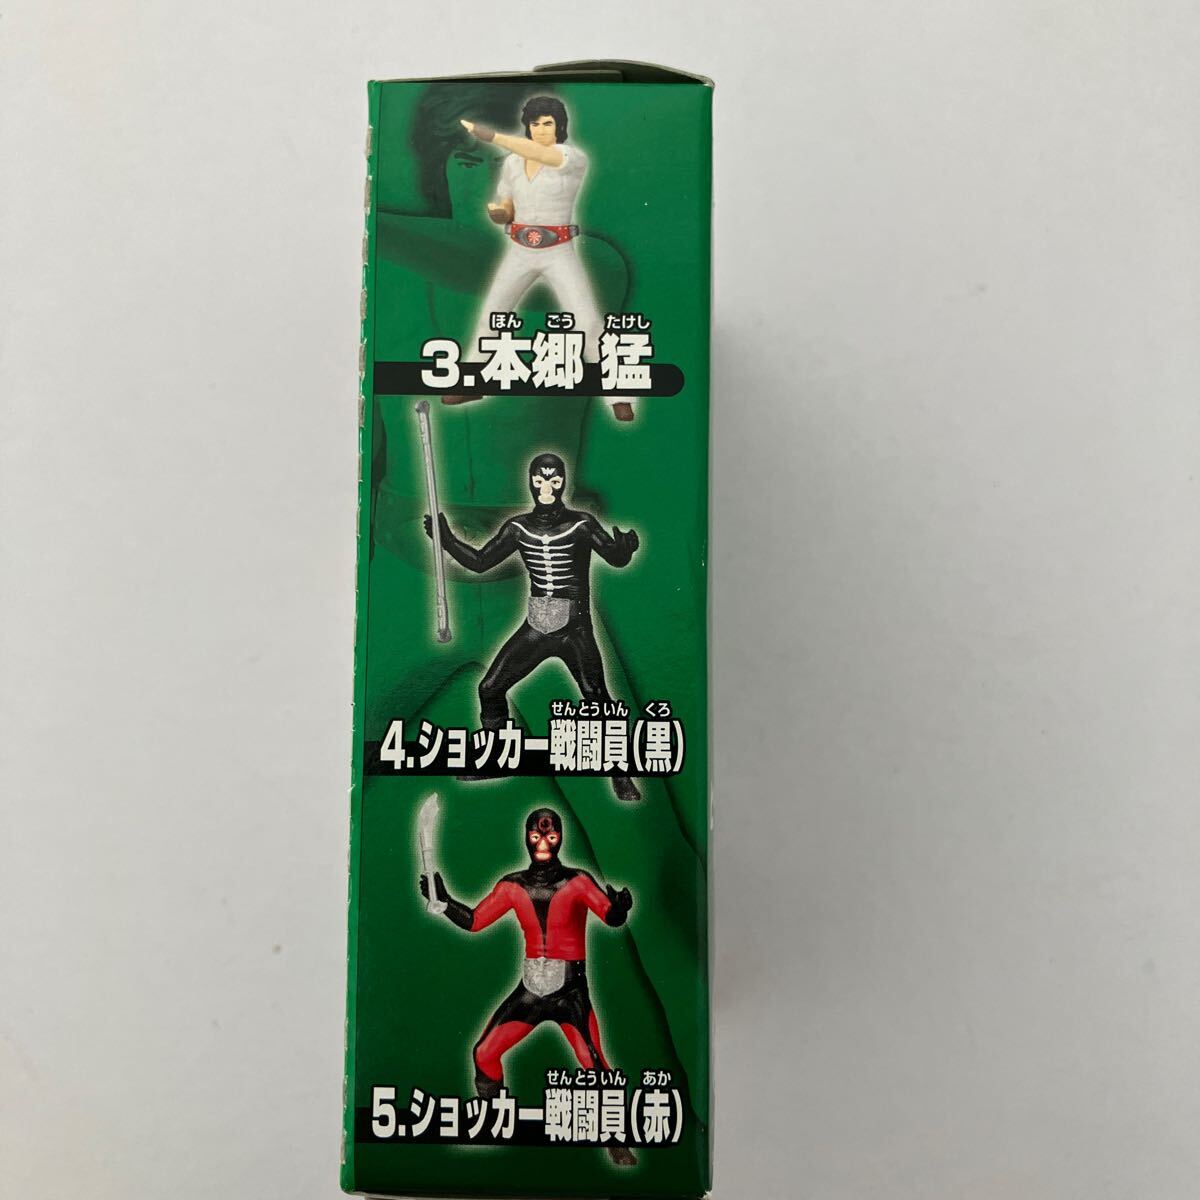 ほん ごう たけし
3.本郷 猛
せんとういん くろ
4.ショッカー戦闘員(黒)
せんとういん あか
5.ショッカー戦闘員(赤)